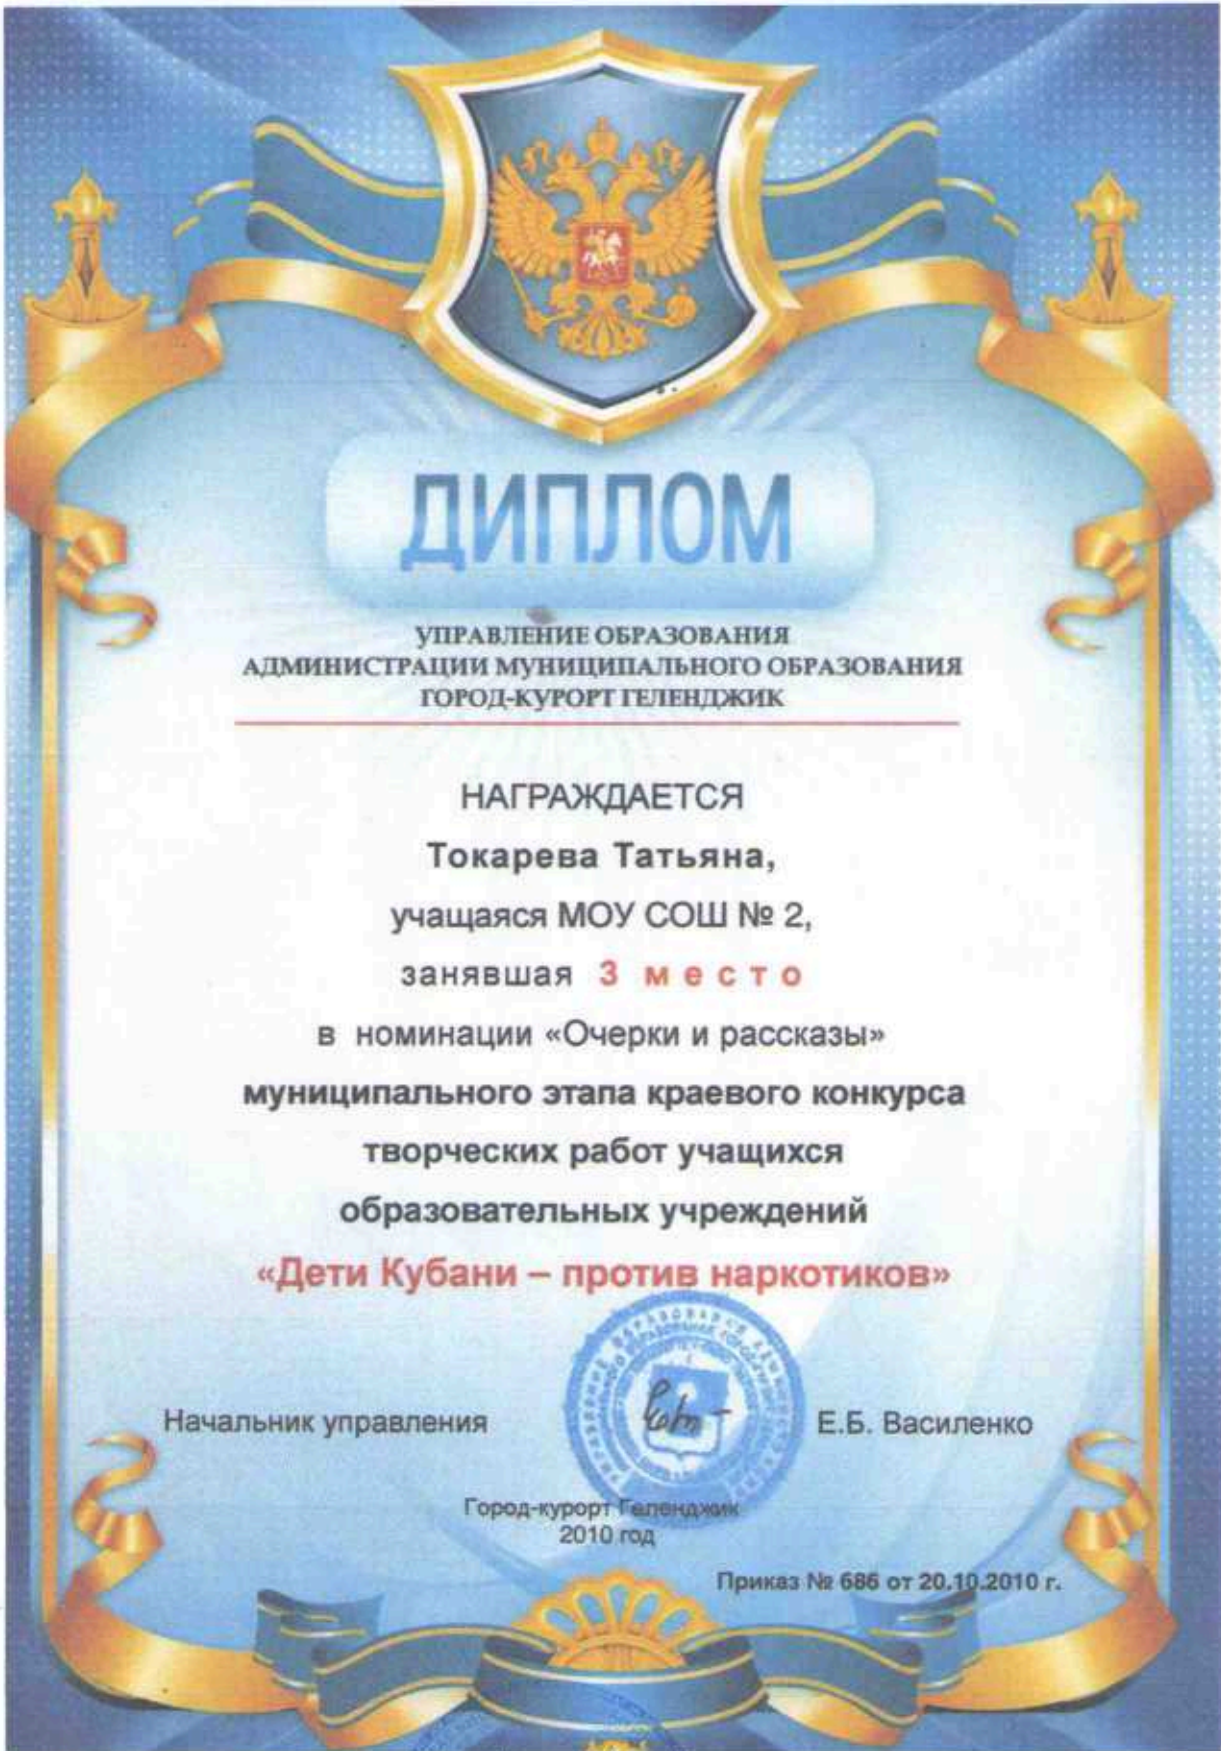 ДИПЛОМ
УПРАВЛЕНИЕ ОБРАЗОВАНИЯ
АДМИНИСТРАЦИИ МУНИЦИПАЛЬНОГО ОБРАЗОВАНИЯ
ГОРОД-КУРОРТ ГЕЛЕНДЖИК
НАГРАЖДАЕТСЯ
Токарева Татьяна,
учащаяся МОУ СОШ № 2,
занявшая 3 место
в номинации «Очерки и рассказы»
муниципального этапа краевого конкурса
творческих работ учащихся
образовательных учреждений
«Дети Кубани – против наркотиков»
Начальник управления
Е.Б. Василенко
Город-курорт Геленджик
2010 год
Приказ № 686 от 20.10.2010 г.